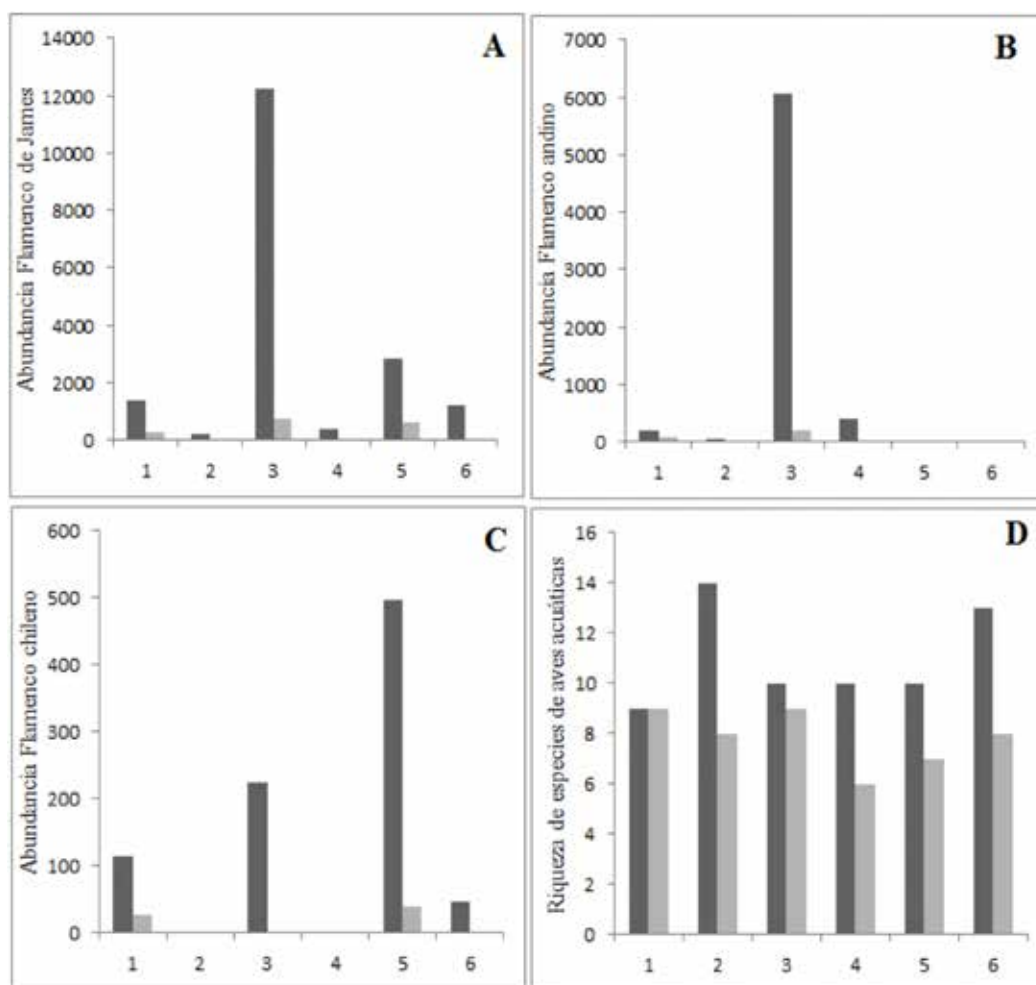 A
Abundancia Flamenco de James
14000
12000
10000
8000
6000
4000
2000
0
1 2 3 4 5 6
B
Abundancia Flamenco andino
7000
6000
5000
4000
3000
2000
1000
0
1 2 3 4 5 6
C
Abundancia Flamenco chileno
600
500
400
300
200
100
0
1 2 3 4 5 6
D
Riqueza de especies de aves acuáticas
16
14
12
10
8
6
4
2
0
1 2 3 4 5 6